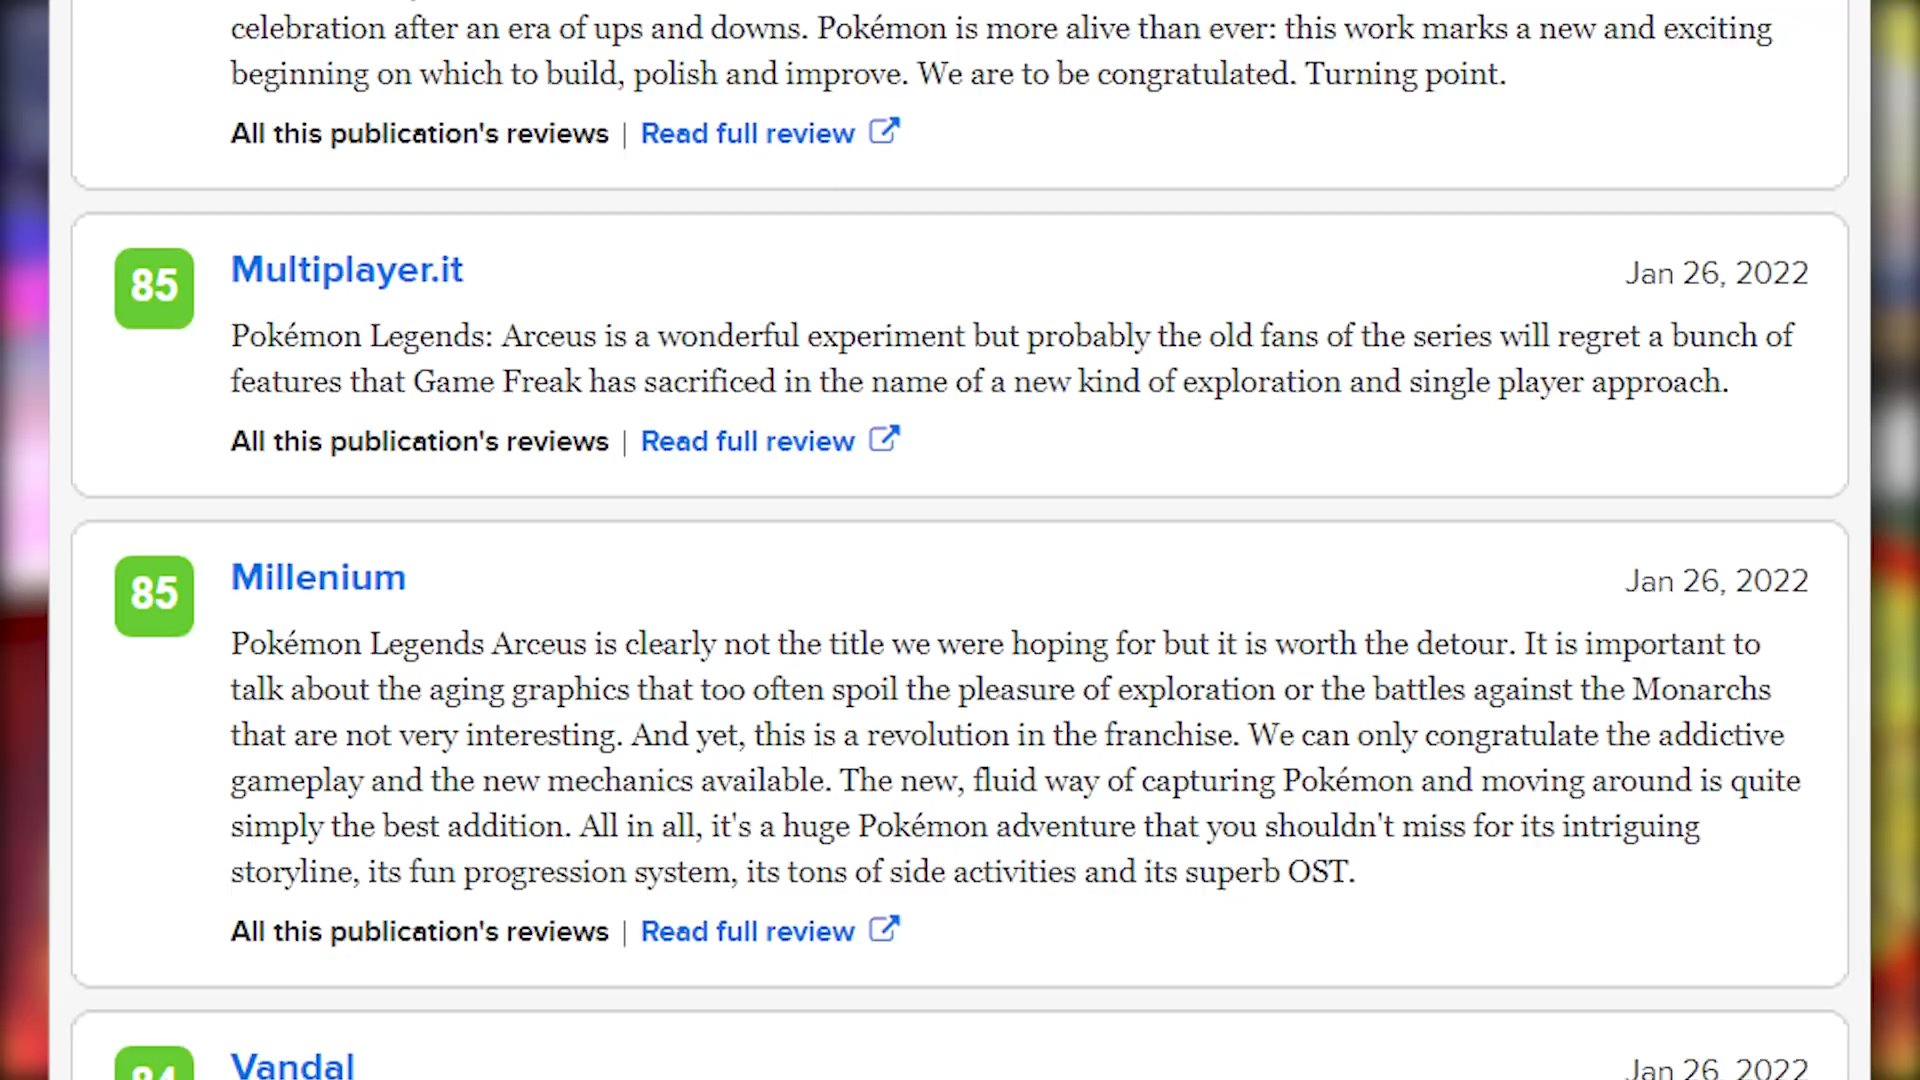 celebration after an era of ups and downs. Pokémon is more alive than ever: this work marks a new and exciting
beginning on which to build, polish and improve. We are to be congratulated. Turning point.
All this publication's reviews | Read full review
85 Multiplayer.it Jan 26, 2022
Pokémon Legends: Arceus is a wonderful experiment but probably the old fans of the series will regret a bunch of
features that Game Freak has sacrificed in the name of a new kind of exploration and single player approach.
All this publication's reviews | Read full review
85 Millenium Jan 26, 2022
Pokémon Legends Arceus is clearly not the title we were hoping for but it is worth the detour. It is important to
talk about the aging graphics that too often spoil the pleasure of exploration or the battles against the Monarchs
that are not very interesting. And yet, this is a revolution in the franchise. We can only congratulate the addictive
gameplay and the new mechanics available. The new, fluid way of capturing Pokémon and moving around is quite
simply the best addition. All in all, it's a huge Pokémon adventure that you shouldn't miss for its intriguing
storyline, its fun progression system, its tons of side activities and its superb OST.
All this publication's reviews | Read full review
84 Vandal Jan 26, 2022